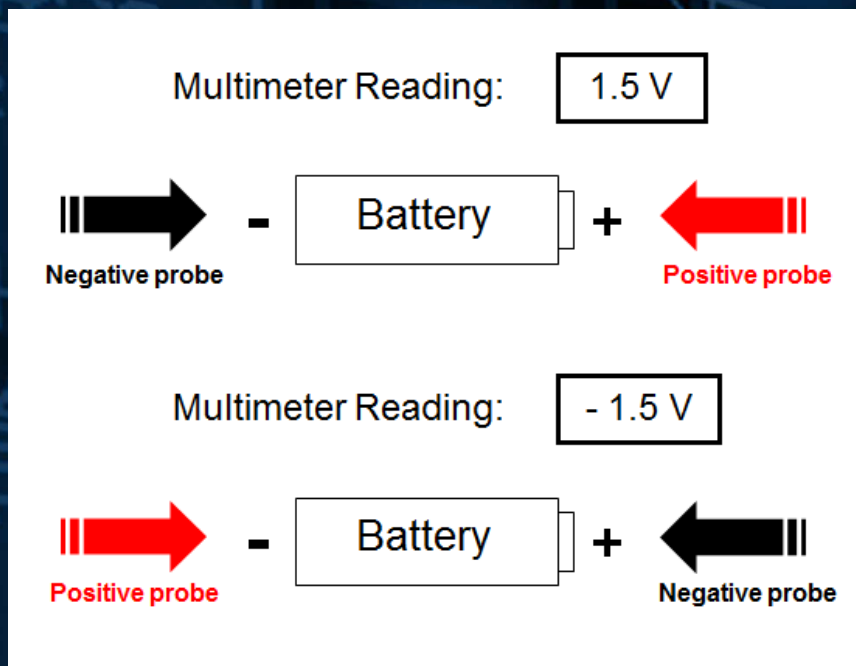 Multimeter Reading: 1.5 V
- Battery +
Negative probe Positive probe
Multimeter Reading: - 1.5 V
- Battery +
Positive probe Negative probe